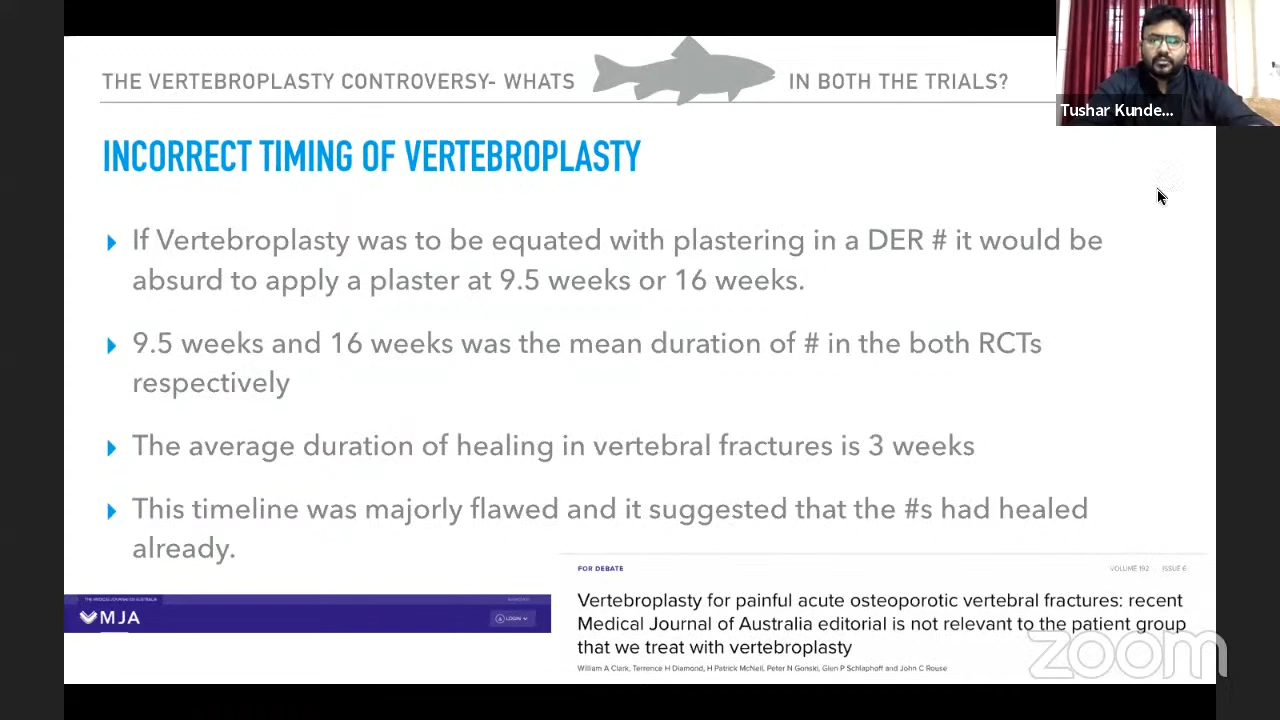 THE VERTEBROPLASTY CONTROVERSY- WHATS IN BOTH THE TRIALS?
Tushar Kunde...
INCORRECT TIMING OF VERTEBROPLASTY
If Vertebroplasty was to be equated with plastering in a DER # it would be
absurd to apply a plaster at 9.5 weeks or 16 weeks.
9.5 weeks and 16 weeks was the mean duration of # in the both RCTs
respectively
The average duration of healing in vertebral fractures is 3 weeks
This timeline was majorly flawed and it suggested that the #s had healed
already.
THE MEDICAL JOURNAL OF AUSTRALIA
MJA
LOGIN
FOR DEBATE
VOLUME 192 ISSUE 6
Vertebroplasty for painful acute osteoporotic vertebral fractures: recent
Medical Journal of Australia editorial is not relevant to the patient group
that we treat with vertebroplasty
William A Clark, Terrence H Diamond, H Patrick McNeil, Peter N Gonski, Glen P Schlaphoff and John C Rouse
zoom